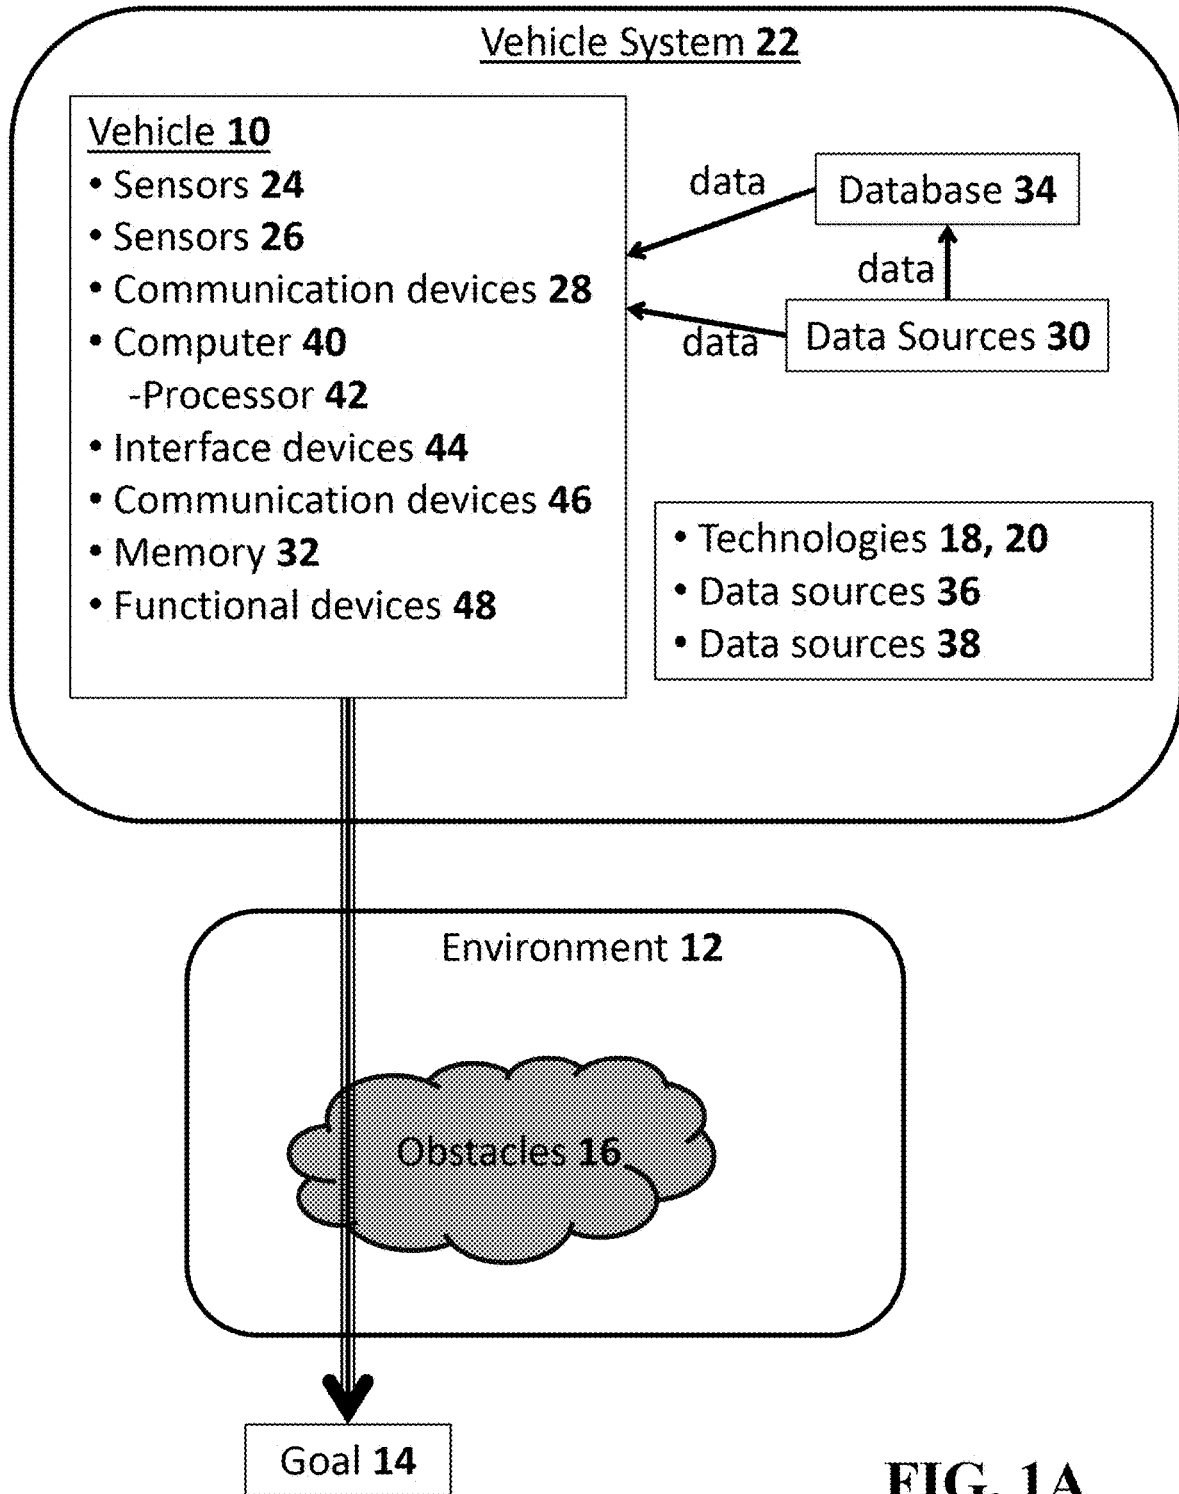 Vehicle System 22
Vehicle 10
• Sensors 24
• Sensors 26
• Communication devices 28
• Computer 40
-Processor 42
• Interface devices 44
• Communication devices 46
• Memory 32
• Functional devices 48
data
Database 34
data
data
Data Sources 30
• Technologies 18, 20
• Data sources 36
• Data sources 38
Environment 12
Obstacles 16
Goal 14
FIG. 1A